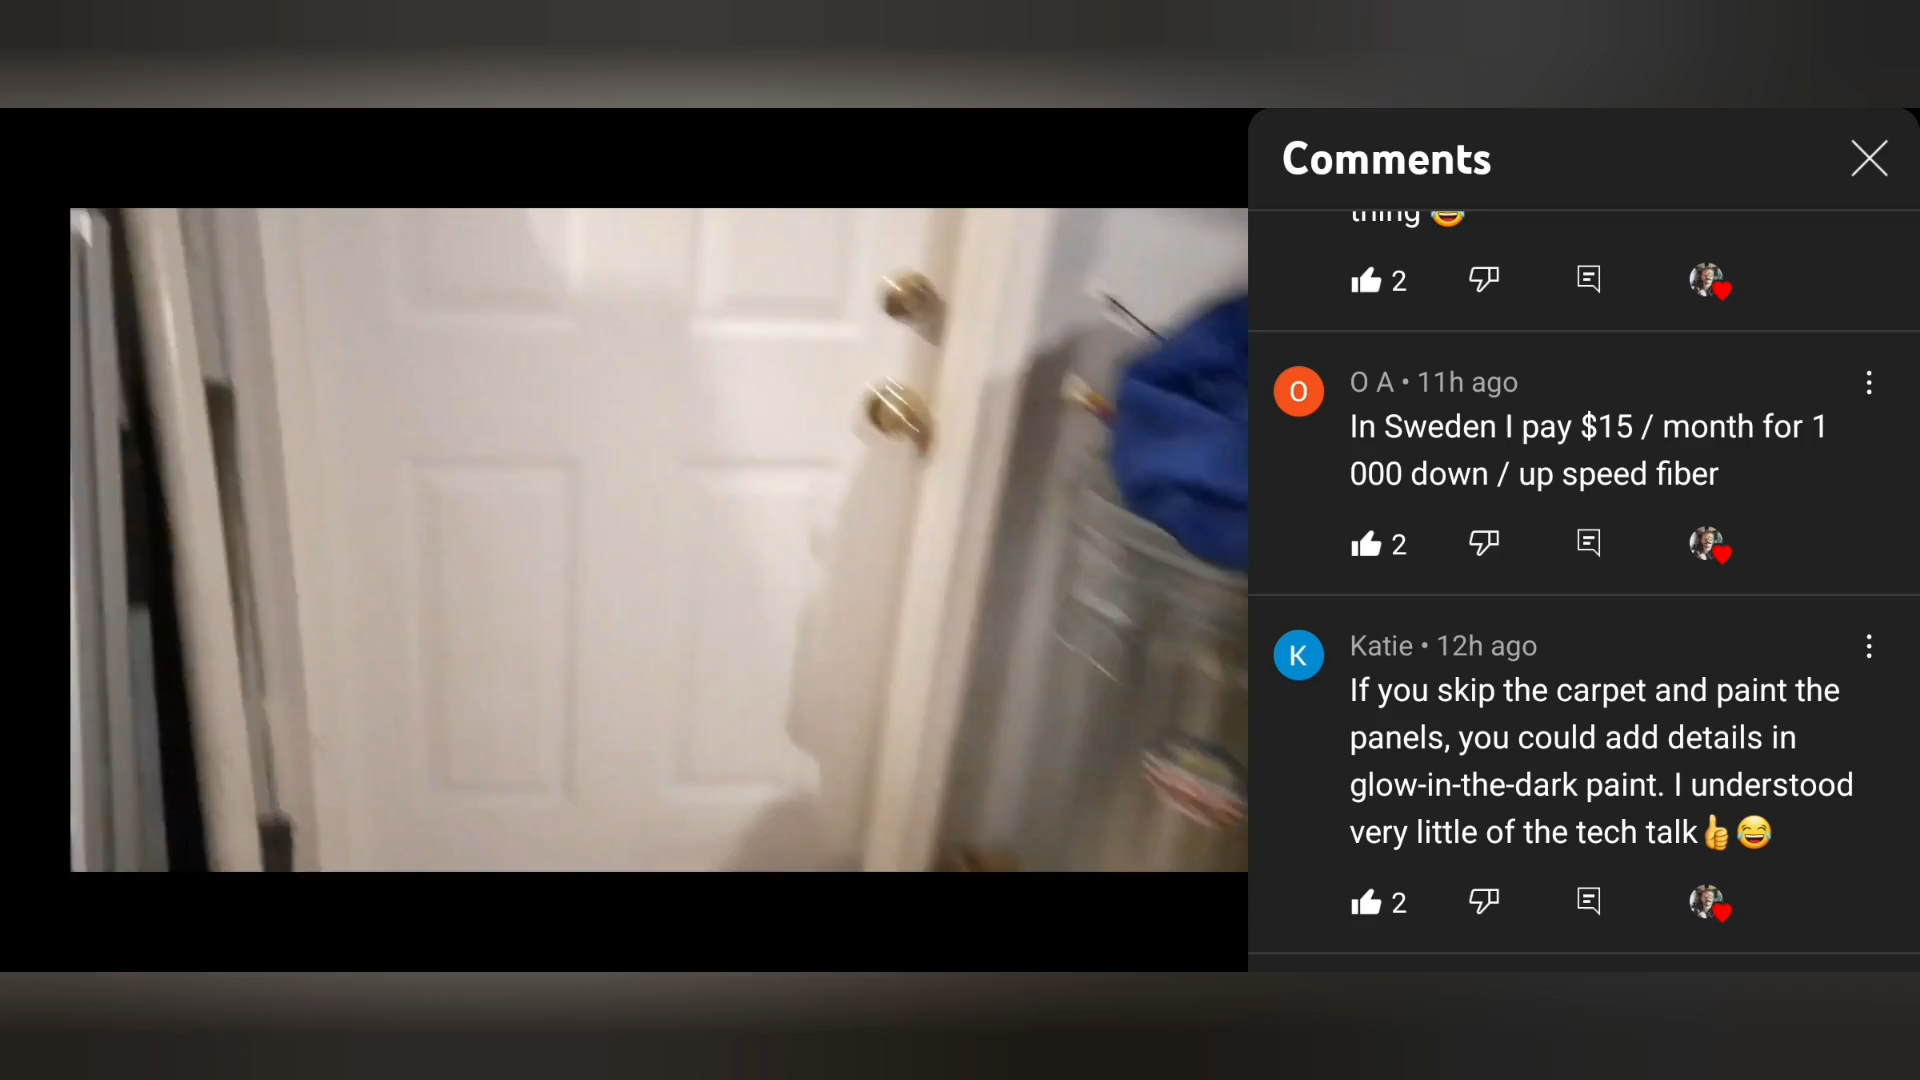 Comments
thing 😂
2
O
O A • 11h ago
In Sweden I pay $15 / month for 1
000 down / up speed fiber
2
K
Katie • 12h ago
If you skip the carpet and paint the
panels, you could add details in
glow-in-the-dark paint. I understood
very little of the tech talk👍😂
2